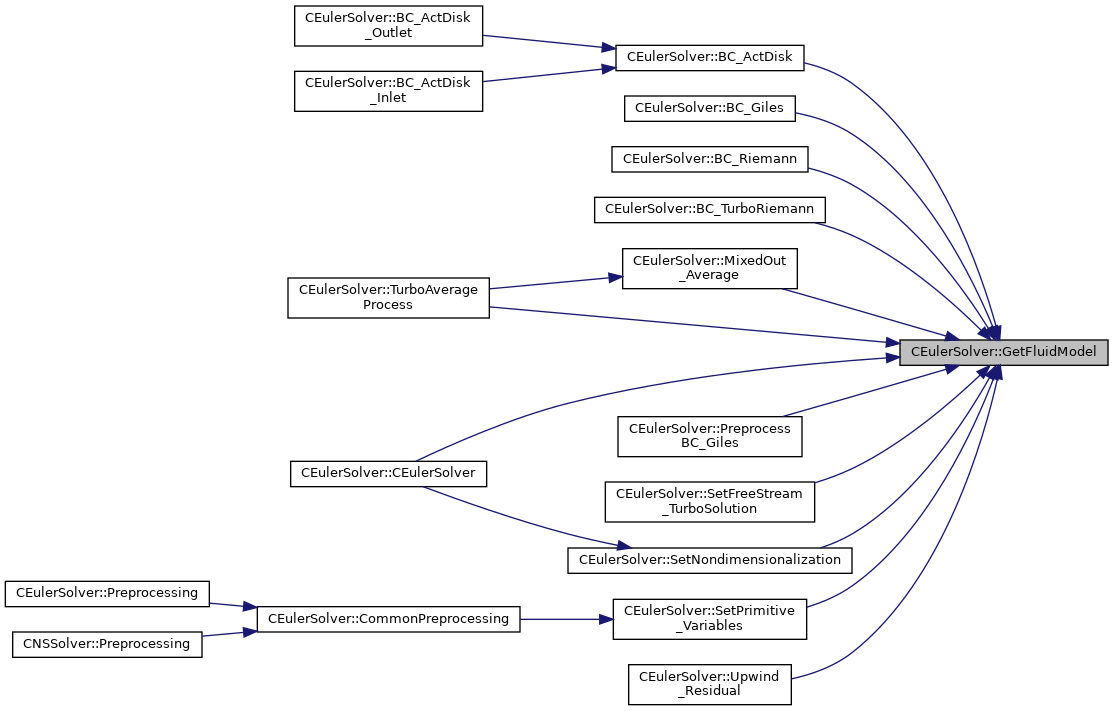 CEulerSolver::BC_ActDisk
_Outlet
CEulerSolver::BC_ActDisk
CEulerSolver::BC_ActDisk
_Inlet
CEulerSolver::BC_Giles
CEulerSolver::BC_Riemann
CEulerSolver::BC_TurboRiemann
CEulerSolver::MixedOut
_Average
CEulerSolver::TurboAverage
Process
CEulerSolver::GetFluidModel
CEulerSolver::Preprocess
BC_Giles
CEulerSolver::CEulerSolver
CEulerSolver::SetFreeStream
_TurboSolution
CEulerSolver::SetNondimensionalization
CEulerSolver::Preprocessing
CEulerSolver::CommonPreprocessing
CEulerSolver::SetPrimitive
_Variables
CNSSolver::Preprocessing
CEulerSolver::Upwind
_Residual